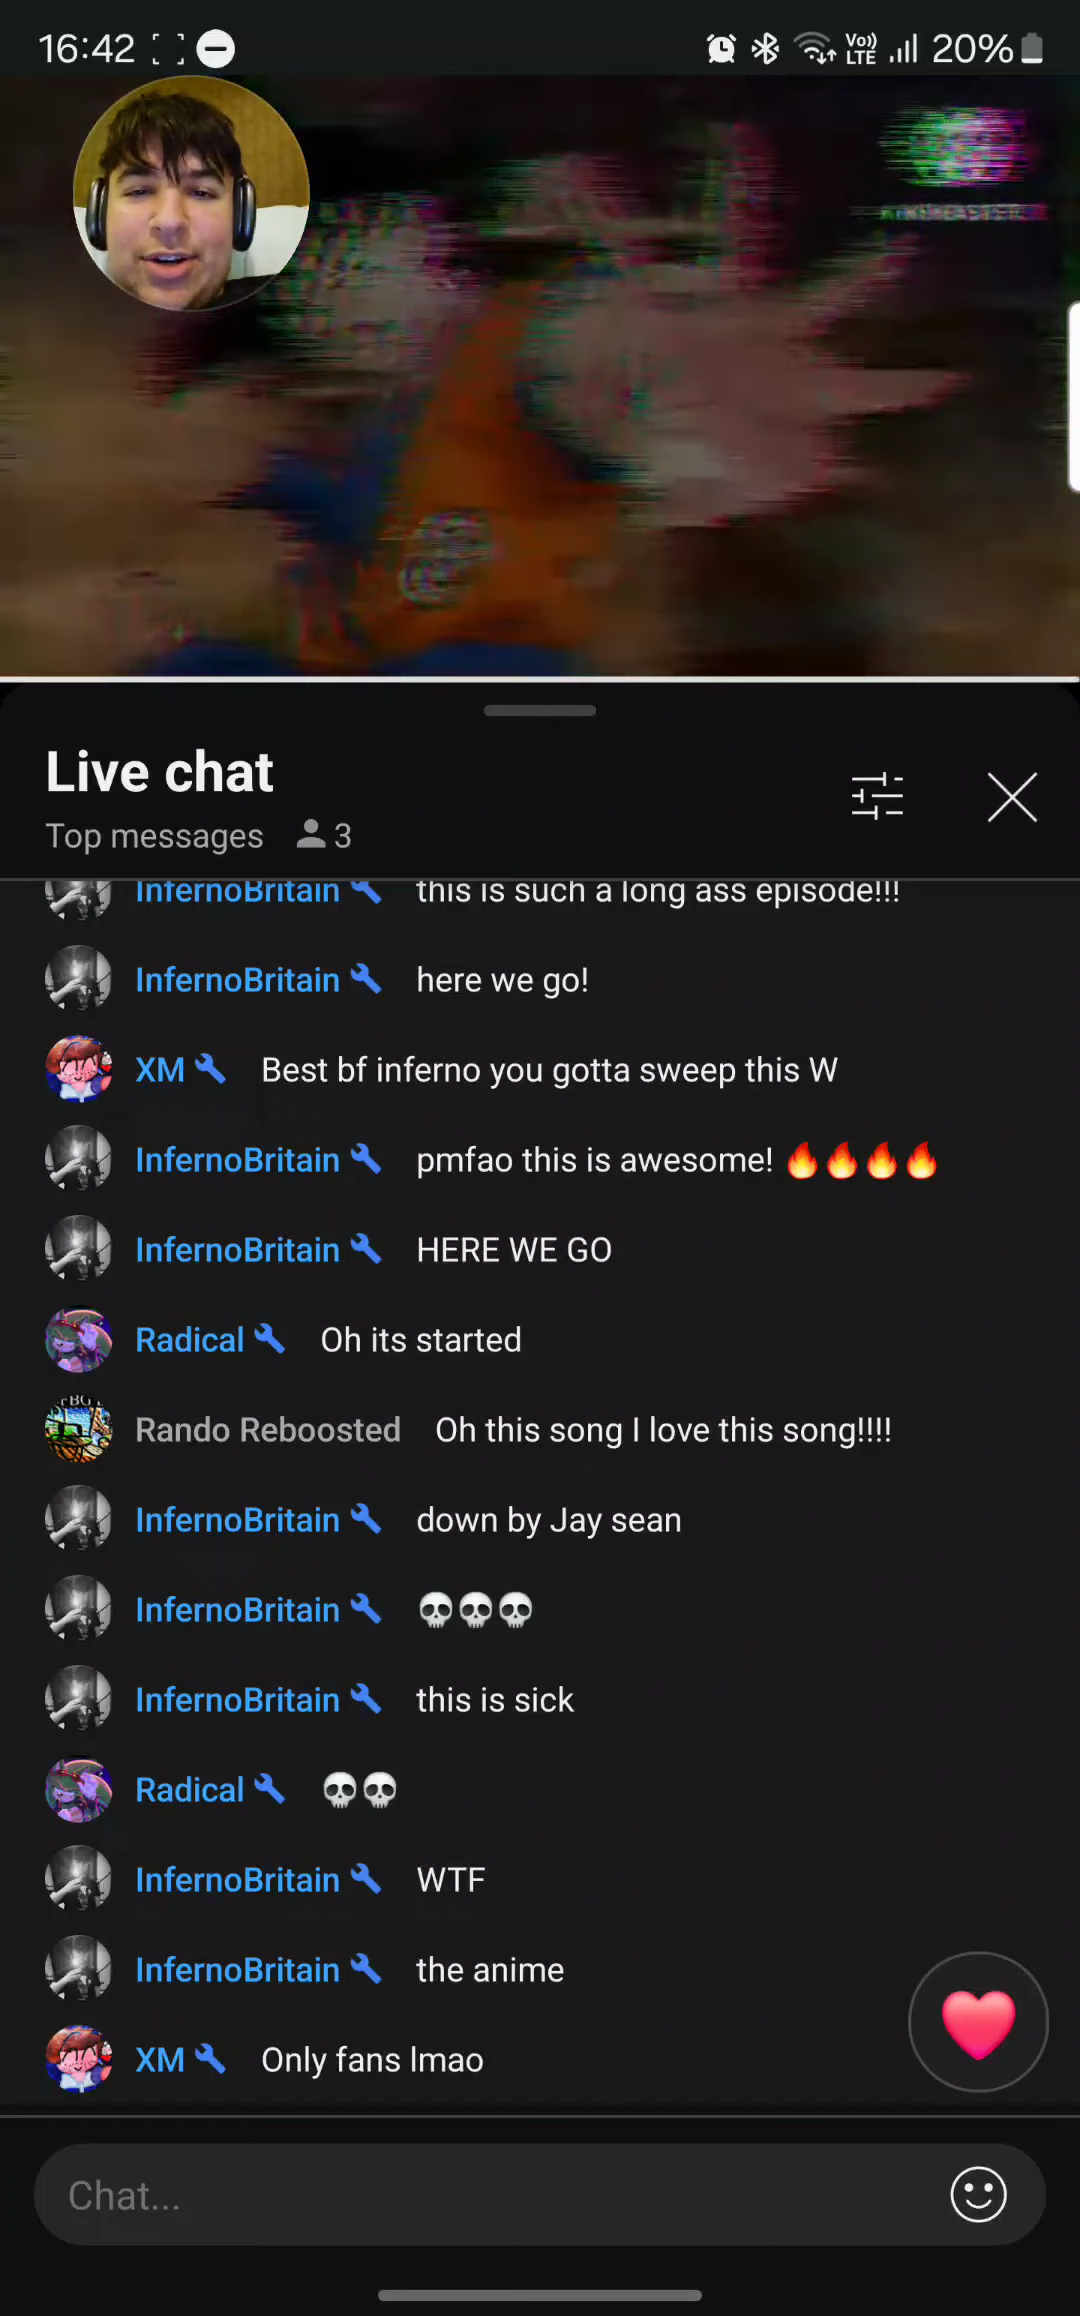 16:42
Vo))
LTE
20%
KINEMASTER
Live chat
Top messages 3
InfernoBritain this is such a long ass episode!!!
InfernoBritain here we go!
XM Best bf inferno you gotta sweep this W
InfernoBritain pmfao this is awesome! 🔥🔥🔥🔥
InfernoBritain HERE WE GO
Radical Oh its started
Rando Reboosted Oh this song I love this song!!!!
InfernoBritain down by Jay sean
InfernoBritain 💀💀💀
InfernoBritain this is sick
Radical 💀💀
InfernoBritain WTF
InfernoBritain the anime
XM Only fans lmao
Chat...